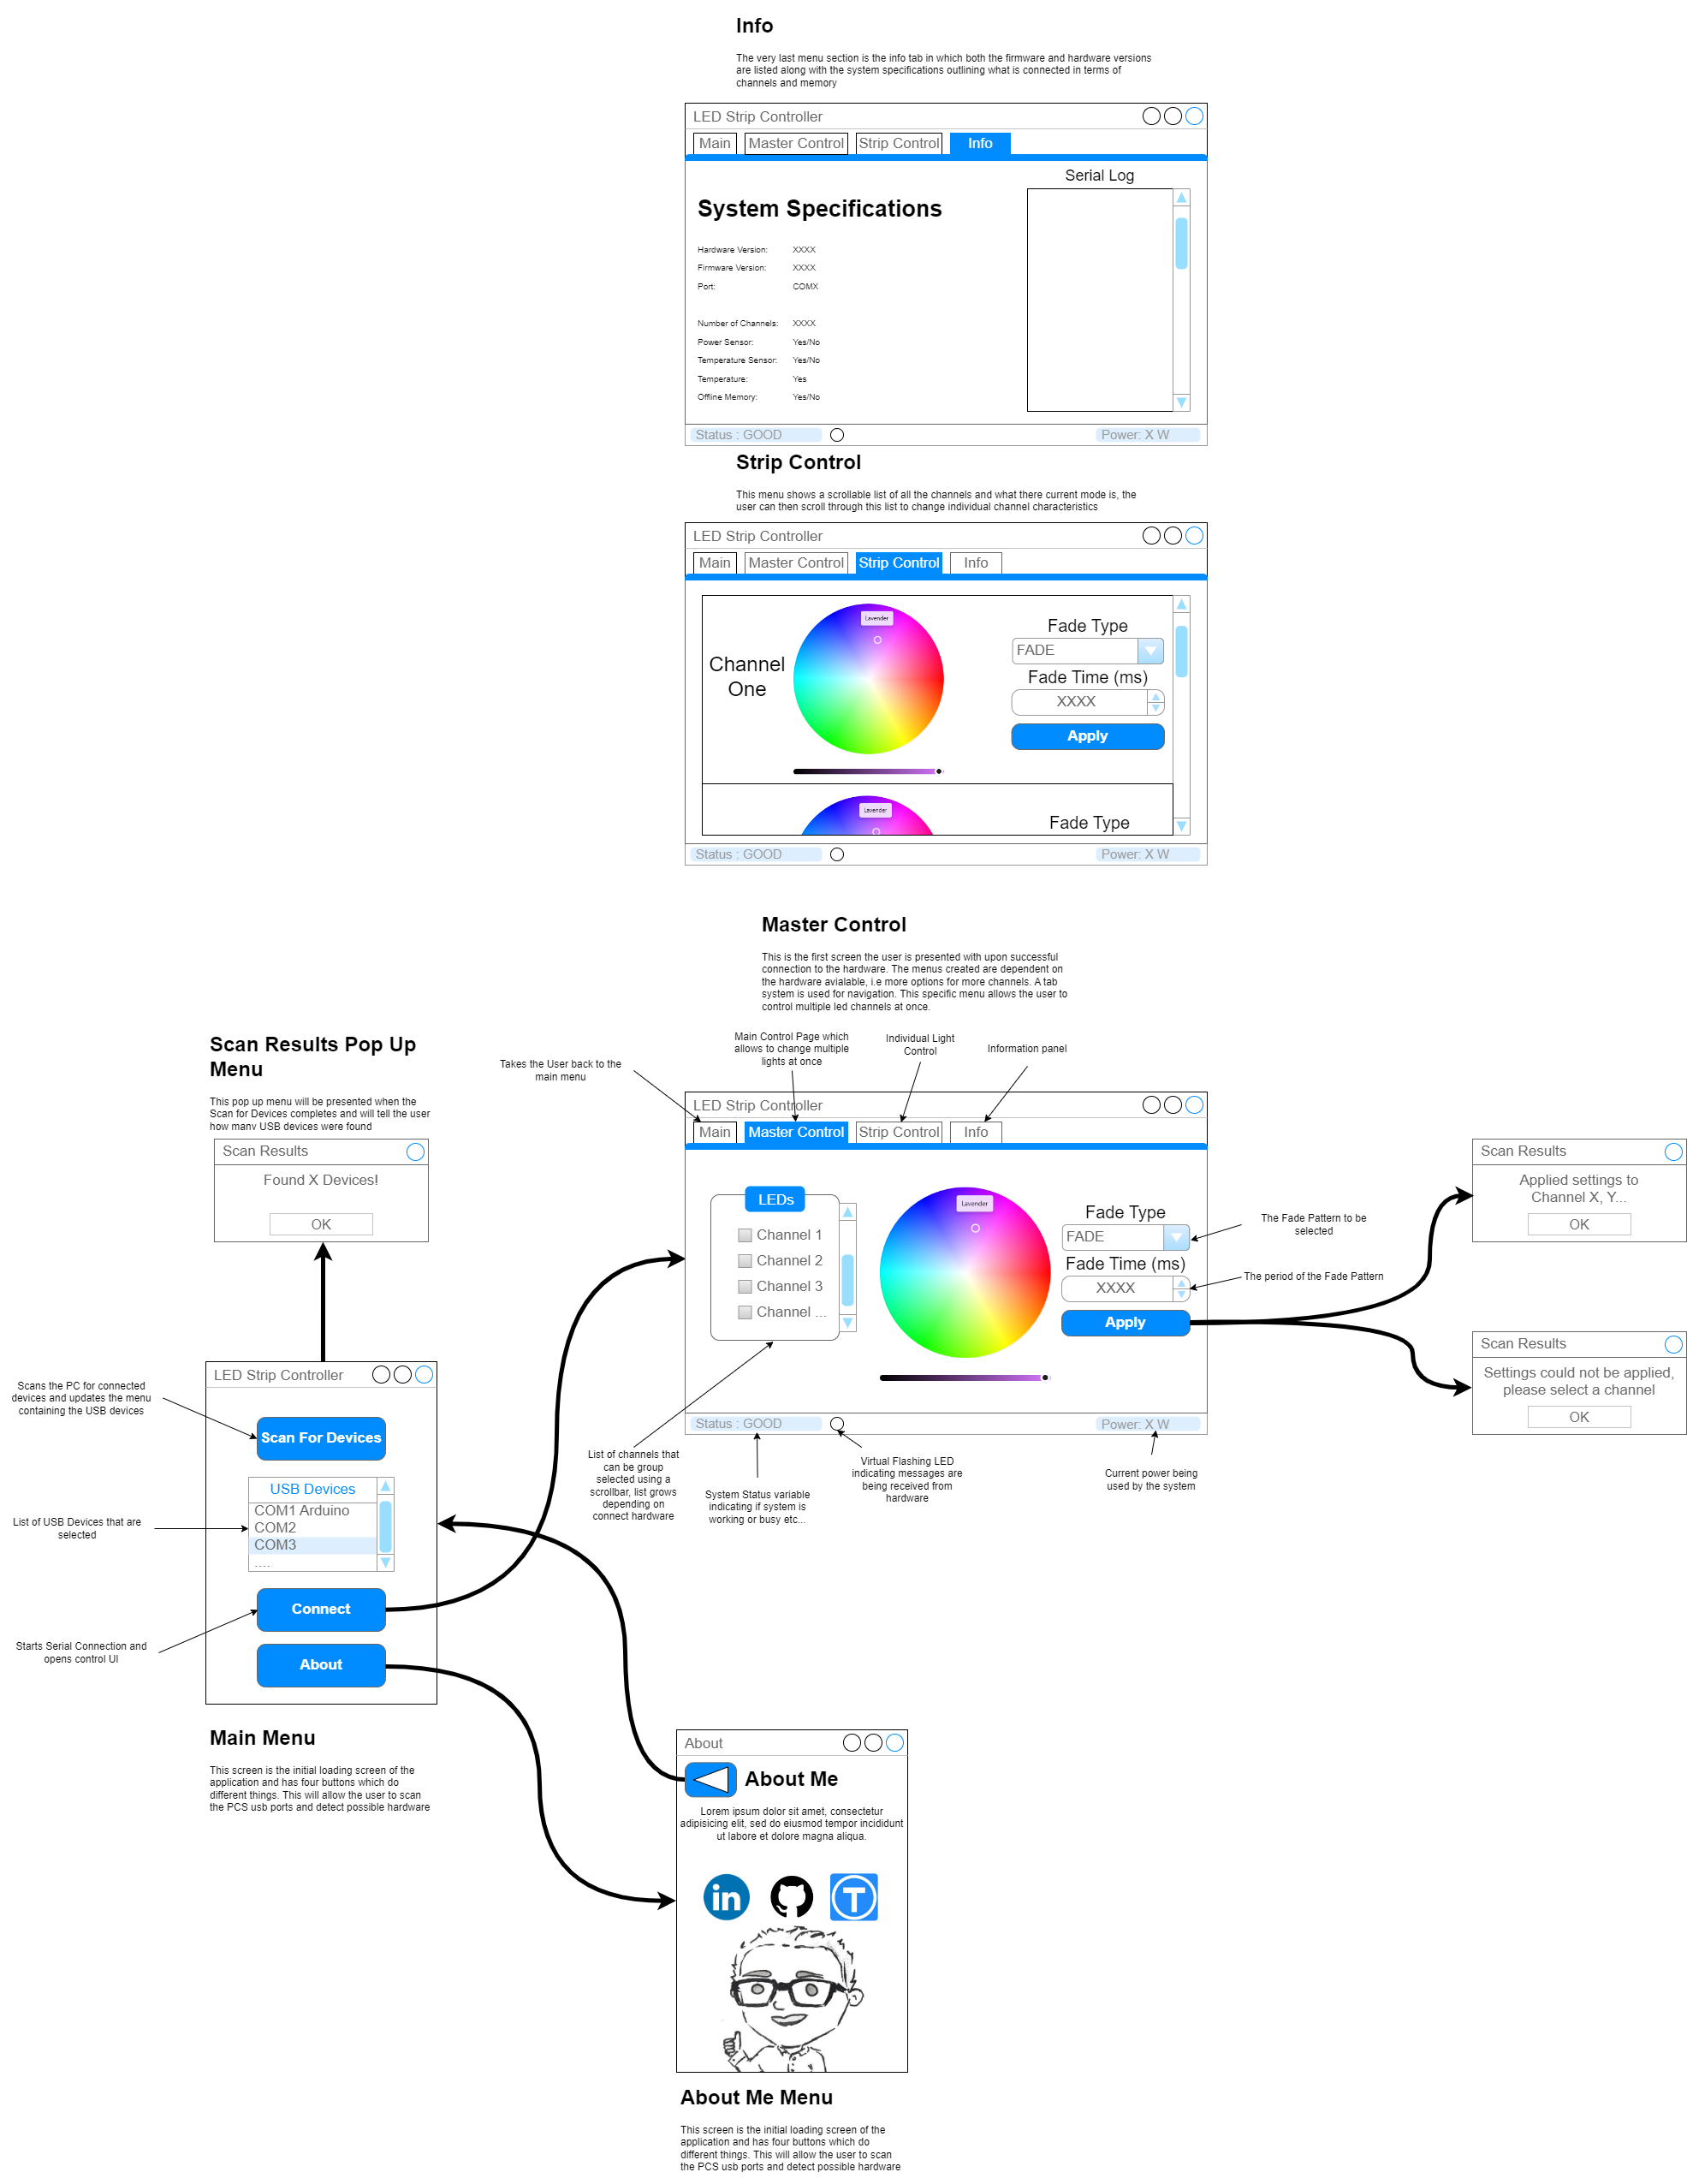 Info
The very last menu section is the info tab in which both the firmware and hardware versions
are listed along with the system specifications outlining what is connected in terms of
channels and memory
LED Strip Controller
Main
Master Control
Strip Control
Info
Serial Log
System Specifications
Hardware Version: XXXX
Firmware Version: XXXX
Port: COMX
Number of Channels: XXXX
Power Sensor: Yes/No
Temperature Sensor: Yes/No
Temperature: Yes
Offline Memory: Yes/No
Status : GOOD
Power: X W
Strip Control
This menu shows a scrollable list of all the channels and what there current mode is, the
user can then scroll through this list to change individual channel characteristics
LED Strip Controller
Main
Master Control
Strip Control
Info
Channel
One
Lavender
Fade Type
FADE
Fade Time (ms)
XXXX
Apply
Lavender
Fade Type
Status : GOOD
Power: X W
Master Control
This is the first screen the user is presented with upon successful
connection to the hardware. The menus created are dependent on
the hardware avialable, i.e more options for more channels. A tab
system is used for navigation. This specific menu allows the user to
control multiple led channels at once.
Takes the User back to the
main menu
Main Control Page which
allows to change multiple
lights at once
Individual Light
Control
Information panel
LED Strip Controller
Main
Master Control
Strip Control
Info
LEDs
Channel 1
Channel 2
Channel 3
Channel ...
Lavender
Fade Type
FADE
Fade Time (ms)
XXXX
Apply
The Fade Pattern to be
selected
The period of the Fade Pattern
Status : GOOD
Power: X W
List of channels that
can be group
selected using a
scrollbar, list grows
depending on
connect hardware
System Status variable
indicating if system is
working or busy etc...
Virtual Flashing LED
indicating messages are
being received from
hardware
Current power being
used by the system
Scan Results
Applied settings to
Channel X, Y...
OK
Scan Results
Settings could not be applied,
please select a channel
OK
Scan Results Pop Up
Menu
This pop up menu will be presented when the
Scan for Devices completes and will tell the user
how many USB devices were found
Scan Results
Found X Devices!
OK
LED Strip Controller
Scan For Devices
USB Devices
COM1 Arduino
COM2
COM3
....
Connect
About
Scans the PC for connected
devices and updates the menu
containing the USB devices
List of USB Devices that are
selected
Starts Serial Connection and
opens control UI
Main Menu
This screen is the initial loading screen of the
application and has four buttons which do
different things. This will allow the user to scan
the PCS usb ports and detect possible hardware
About
About Me
Lorem ipsum dolor sit amet, consectetur
adipisicing elit, sed do eiusmod tempor incididunt
ut labore et dolore magna aliqua.
in
T
About Me Menu
This screen is the initial loading screen of the
application and has four buttons which do
different things. This will allow the user to scan
the PCS usb ports and detect possible hardware